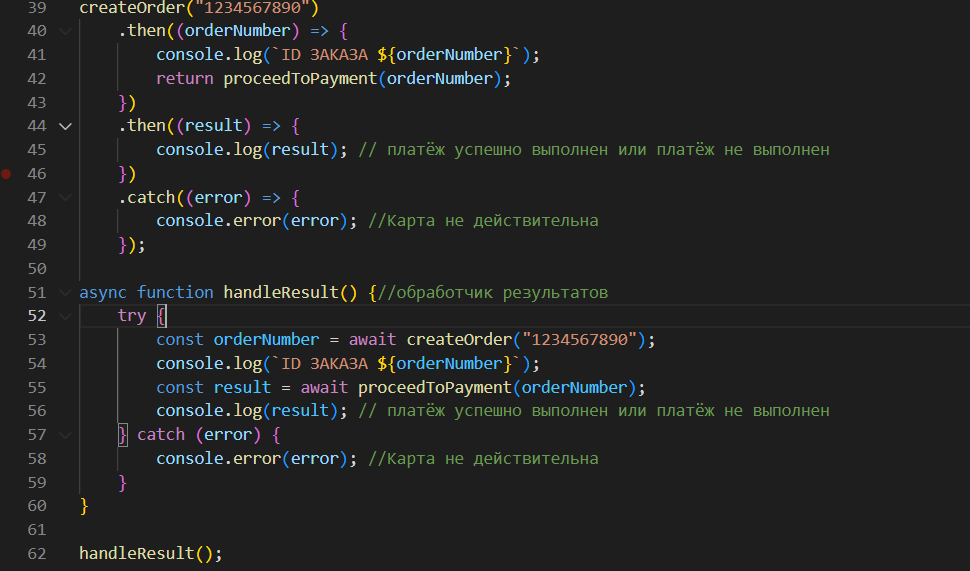 39 createOrder("1234567890")
40     .then((orderNumber) => {
41         console.log(`ID ЗАКАЗА ${orderNumber}`);
42         return proceedToPayment(orderNumber);
43     })
44     .then((result) => {
45         console.log(result); // платёж успешно выполнен или платёж не выполнен
46     })
47     .catch((error) => {
48         console.error(error); //Карта не действительна
49     });
50
51 async function handleResult() {//обработчик результатов
52     try {
53         const orderNumber = await createOrder("1234567890");
54         console.log(`ID ЗАКАЗА ${orderNumber}`);
55         const result = await proceedToPayment(orderNumber);
56         console.log(result); // платёж успешно выполнен или платёж не выполнен
57     } catch (error) {
58         console.error(error); //Карта не действительна
59     }
60 }
61
62 handleResult();